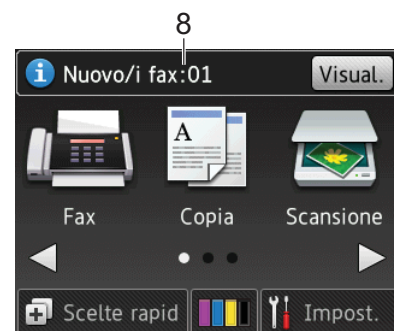 8
Nuovo/i fax:01 Visual.
A
Fax Copia Scansione
Scelte rapid Impost.